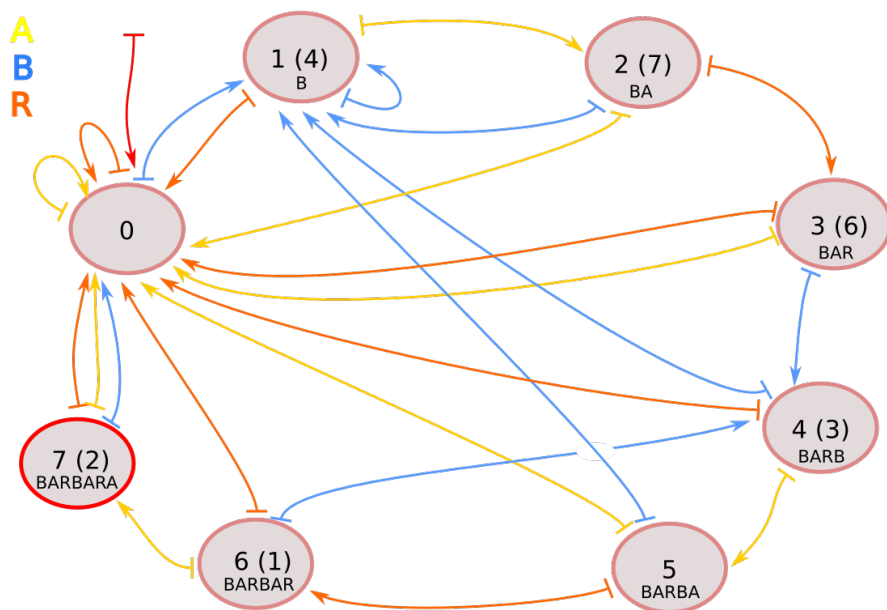 A
B
R
1 (4)
B
2 (7)
BA
0
3 (6)
BAR
4 (3)
BARB
7 (2)
BARBARA
6 (1)
BARBAR
5
BARBA